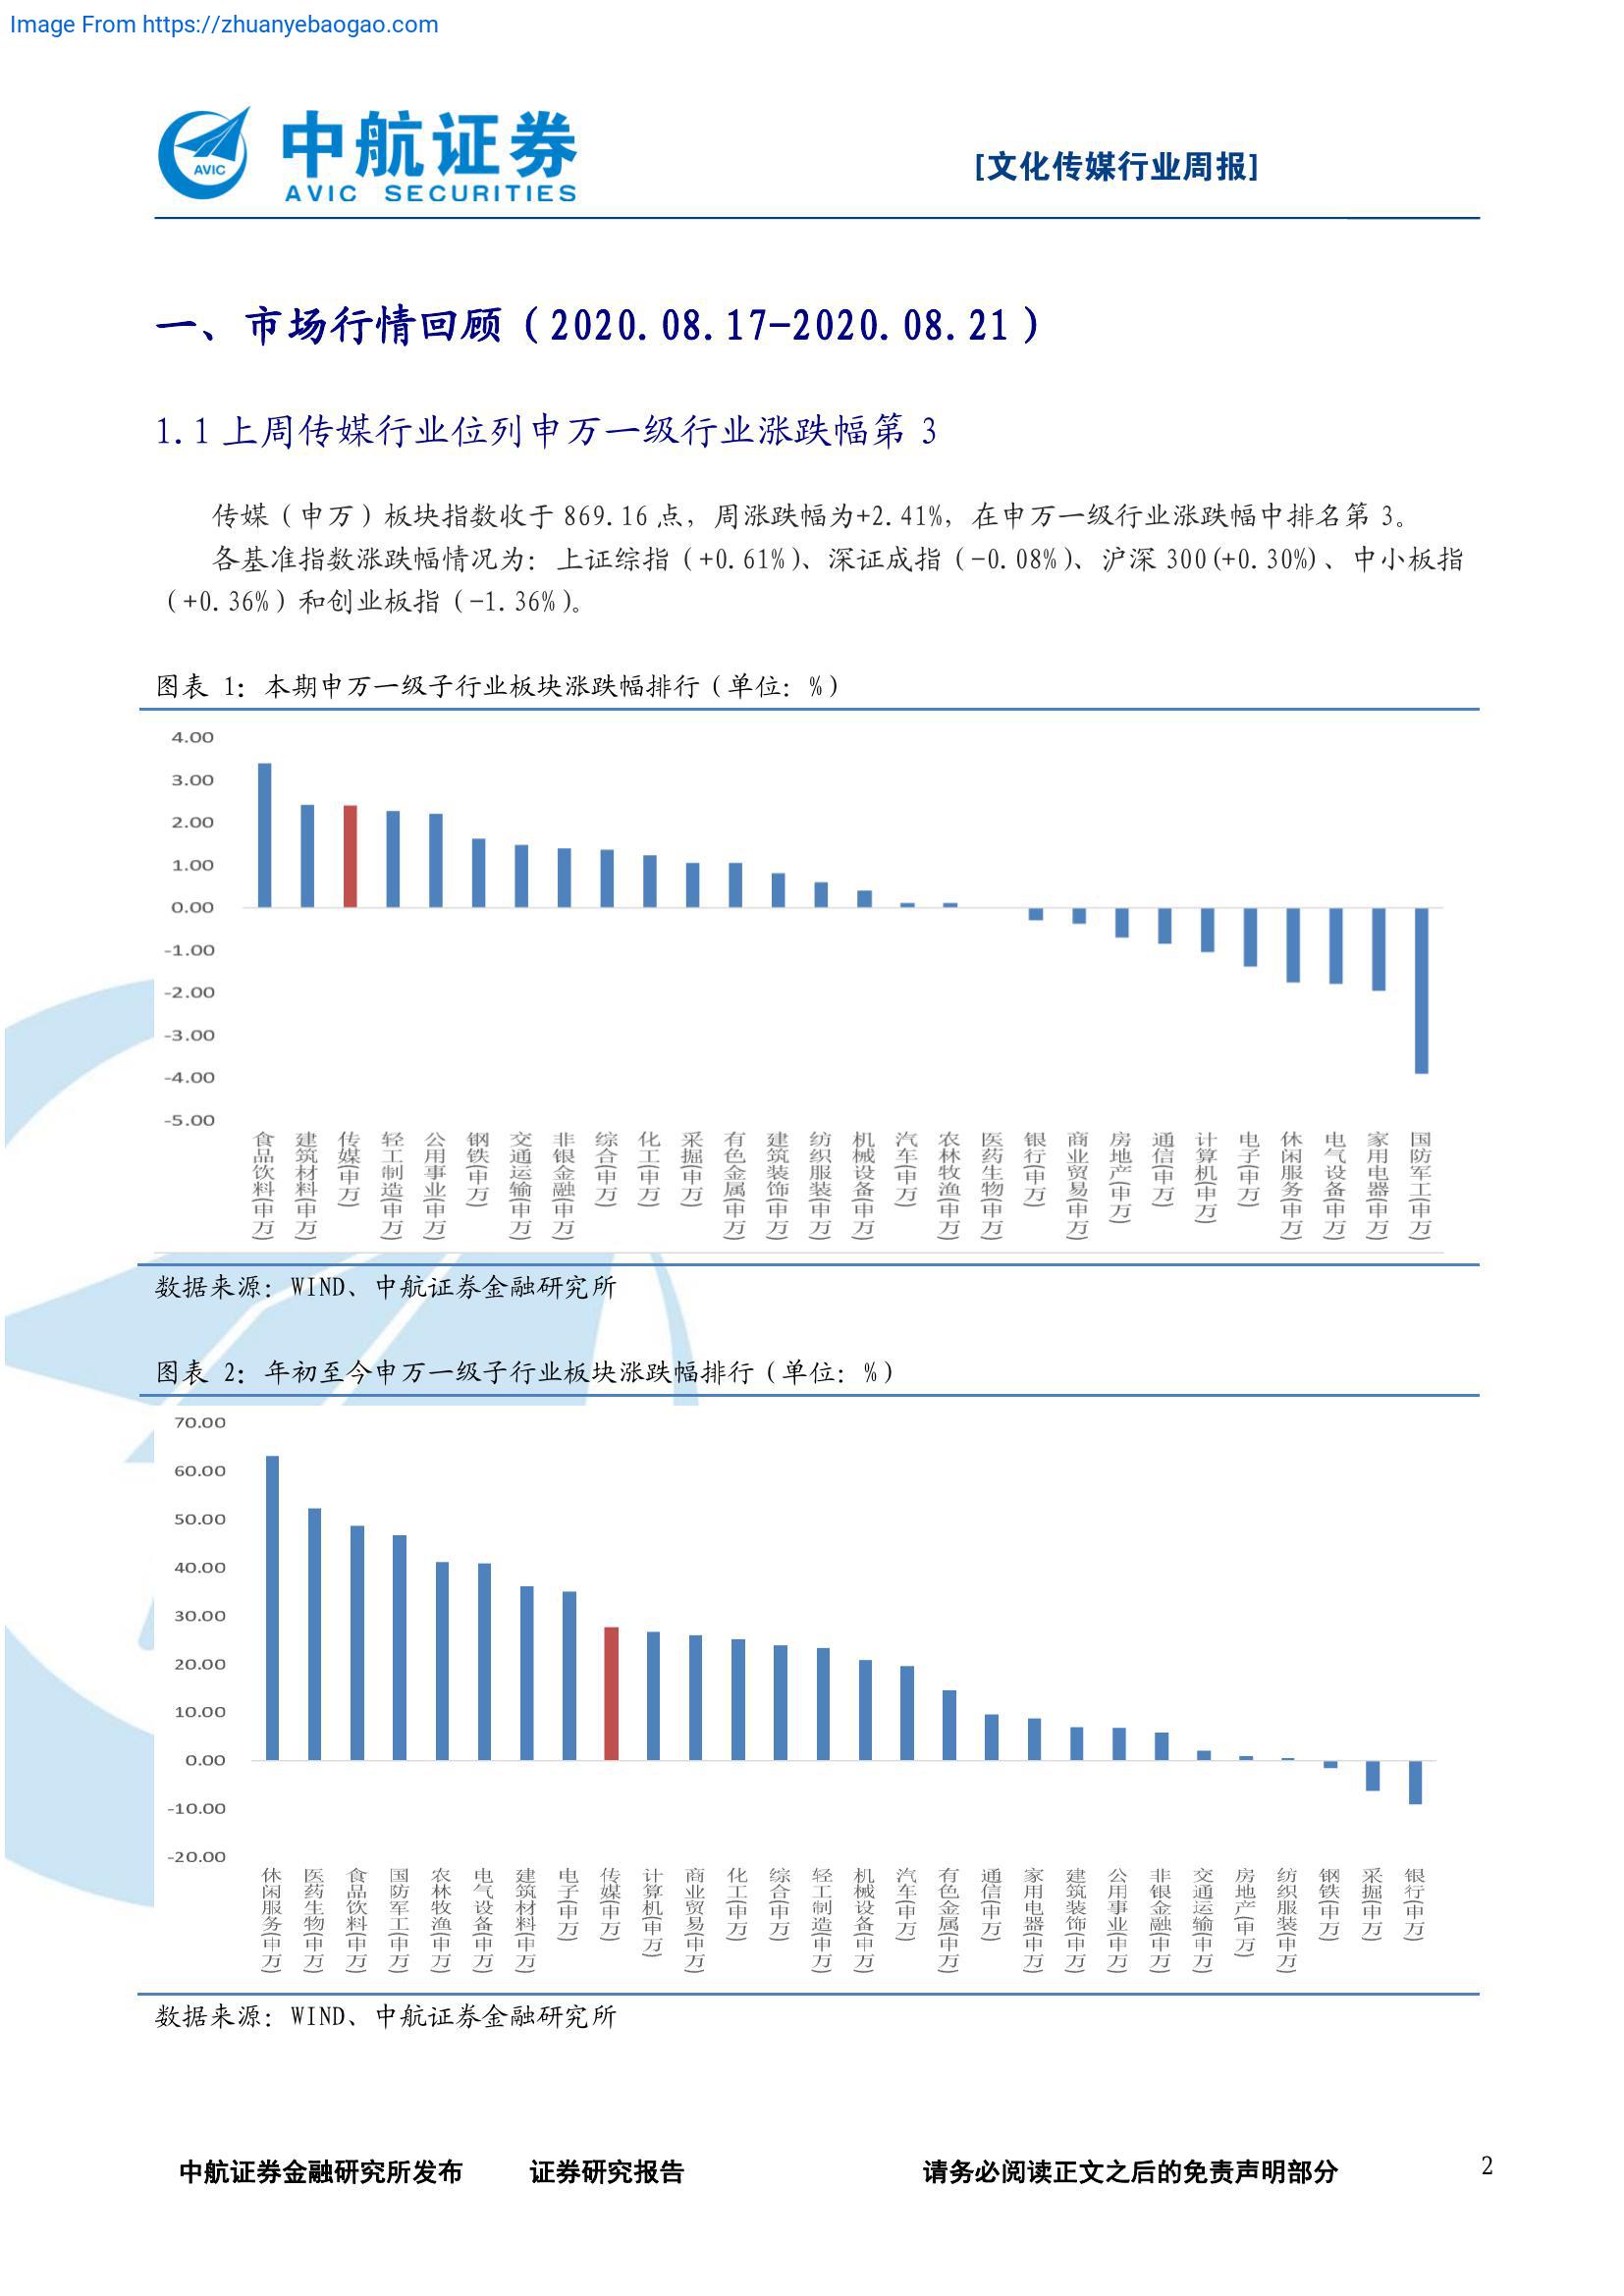 Image From https://zhuanyebaogao.com
AVIC
中航证券
AVIC SECURITIES
[文化传媒行业周报]
一、市场行情回顾（2020.08.17-2020.08.21）
1.1 上周传媒行业位列申万一级行业涨跌幅第 3
传媒（申万）板块指数收于 869.16 点，周涨跌幅为+2.41%，在申万一级行业涨跌幅中排名第 3。
各基准指数涨跌幅情况为：上证综指（+0.61%）、深证成指（-0.08%）、沪深 300(+0.30%)、中小板指
（+0.36%）和创业板指（-1.36%）。
图表 1：本期申万一级子行业板块涨跌幅排行（单位：%）
4.00
3.00
2.00
1.00
0.00
-1.00
-2.00
-3.00
-4.00
-5.00
食品饮料(申万)
建筑材料(申万)
传媒(申万)
轻工制造(申万)
公用事业(申万)
钢铁(申万)
交通运输(申万)
非银金融(申万)
综合(申万)
化工(申万)
采掘(申万)
有色金属(申万)
建筑装饰(申万)
纺织服装(申万)
机械设备(申万)
汽车(申万)
农林牧渔(申万)
医药生物(申万)
银行(申万)
商业贸易(申万)
房地产(申万)
通信(申万)
计算机(申万)
电子(申万)
休闲服务(申万)
电气设备(申万)
家用电器(申万)
国防军工(申万)
数据来源：WIND、中航证券金融研究所
图表 2：年初至今申万一级子行业板块涨跌幅排行（单位：%）
70.00
60.00
50.00
40.00
30.00
20.00
10.00
0.00
-10.00
-20.00
休闲服务(申万)
医药生物(申万)
食品饮料(申万)
国防军工(申万)
农林牧渔(申万)
电气设备(申万)
建筑材料(申万)
电子(申万)
传媒(申万)
计算机(申万)
商业贸易(申万)
化工(申万)
综合(申万)
轻工制造(申万)
机械设备(申万)
汽车(申万)
有色金属(申万)
通信(申万)
家用电器(申万)
建筑装饰(申万)
公用事业(申万)
非银金融(申万)
交通运输(申万)
房地产(申万)
纺织服装(申万)
钢铁(申万)
采掘(申万)
银行(申万)
数据来源：WIND、中航证券金融研究所
中航证券金融研究所发布 证券研究报告 请务必阅读正文之后的免责声明部分 2